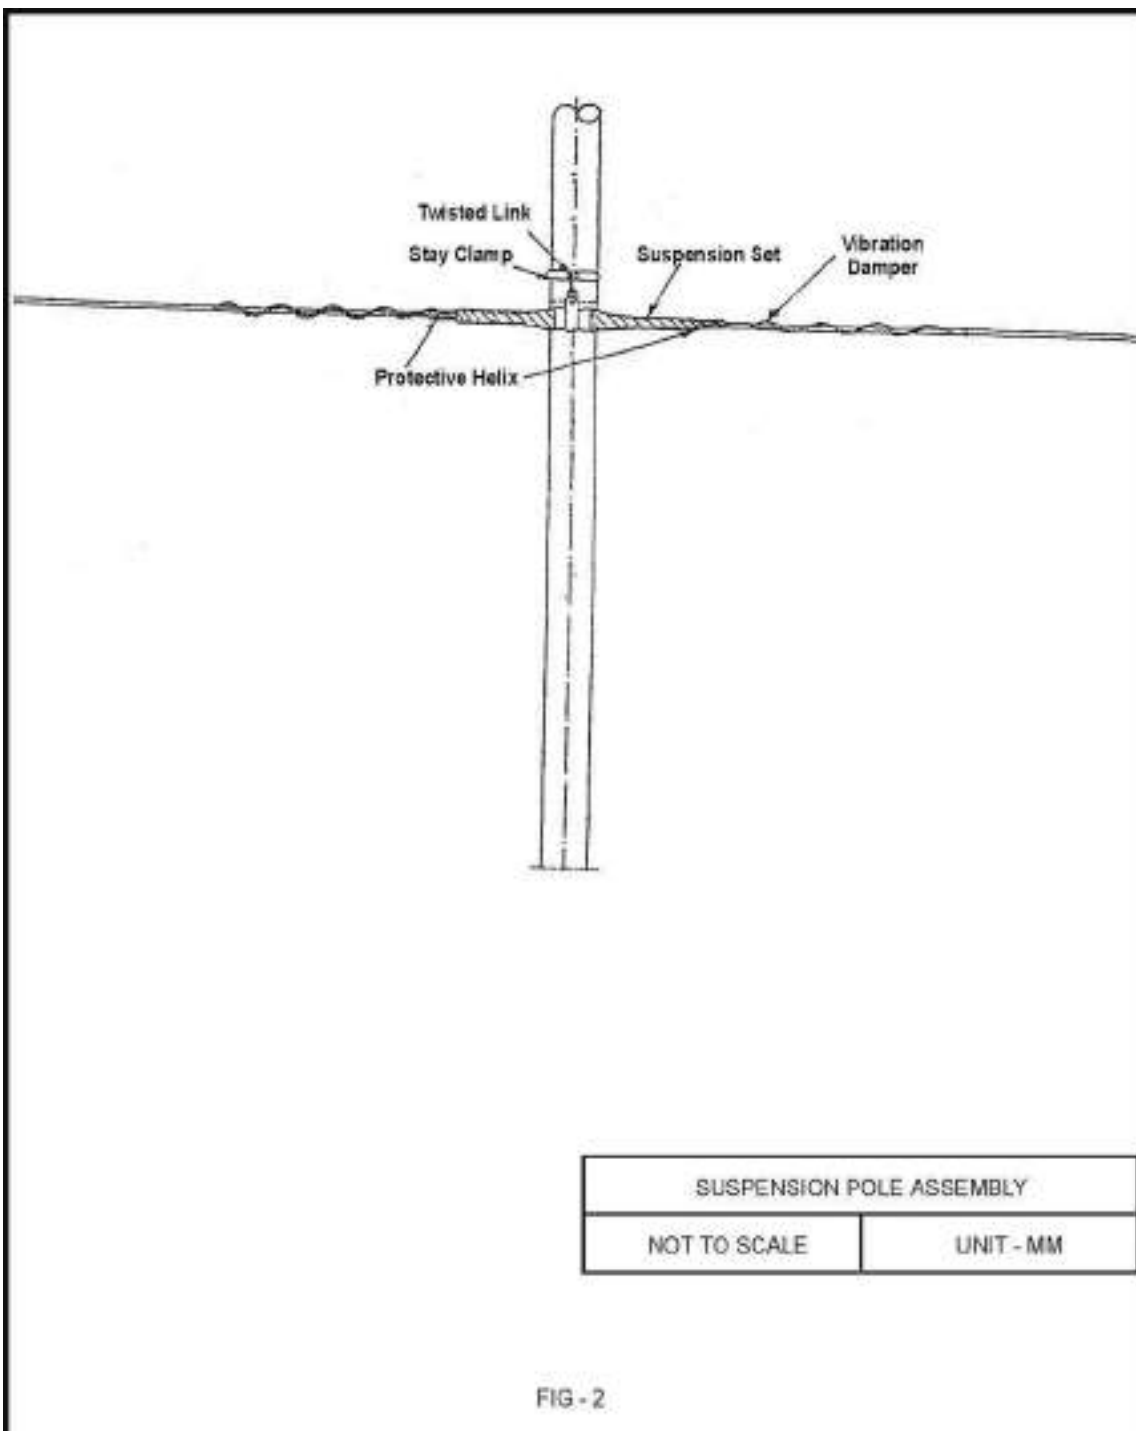 Twisted Link
Stay Clamp
Suspension Set
Vibration
Damper
Protective Helix
SUSPENSION POLE ASSEMBLY
NOT TO SCALE
UNIT - MM
FIG - 2